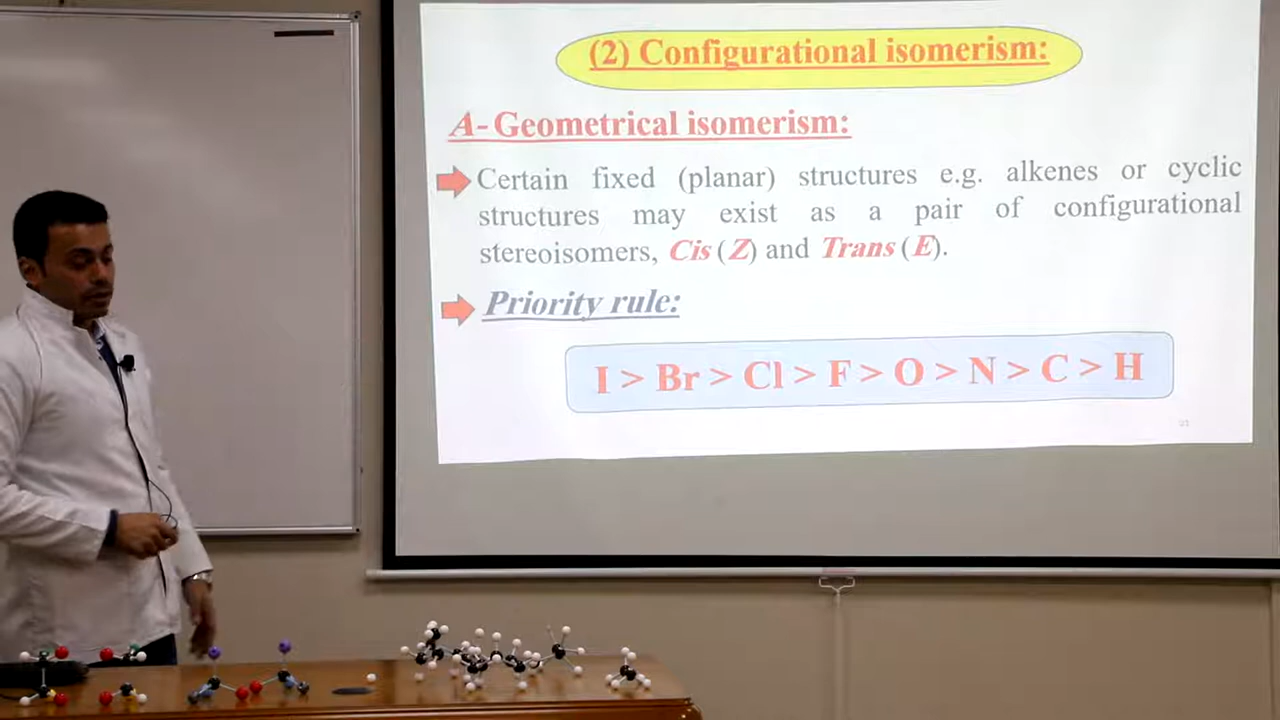 (2) Configurational isomerism:
A- Geometrical isomerism:
Certain fixed (planar) structures e.g. alkenes or cyclic
structures may exist as a pair of configurational
stereoisomers, Cis (Z) and Trans (E).
Priority rule:
I > Br > Cl > F > O > N > C > H